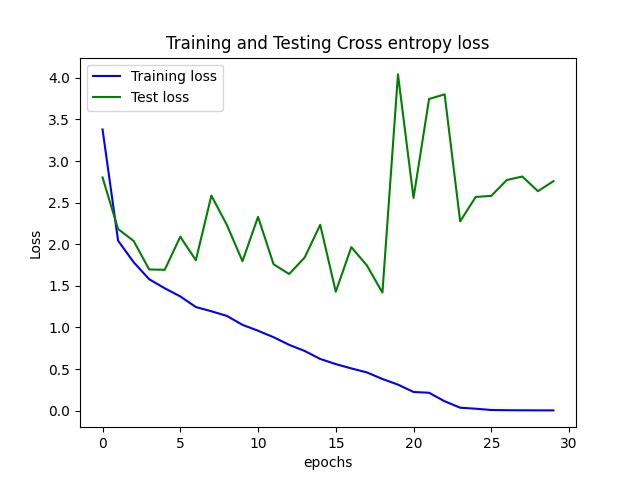 Training and Testing Cross entropy loss
Training loss
Test loss
4.0
3.5
3.0
2.5
2.0
1.5
1.0
0.5
0.0
Loss
0 5 10 15 20 25 30
epochs